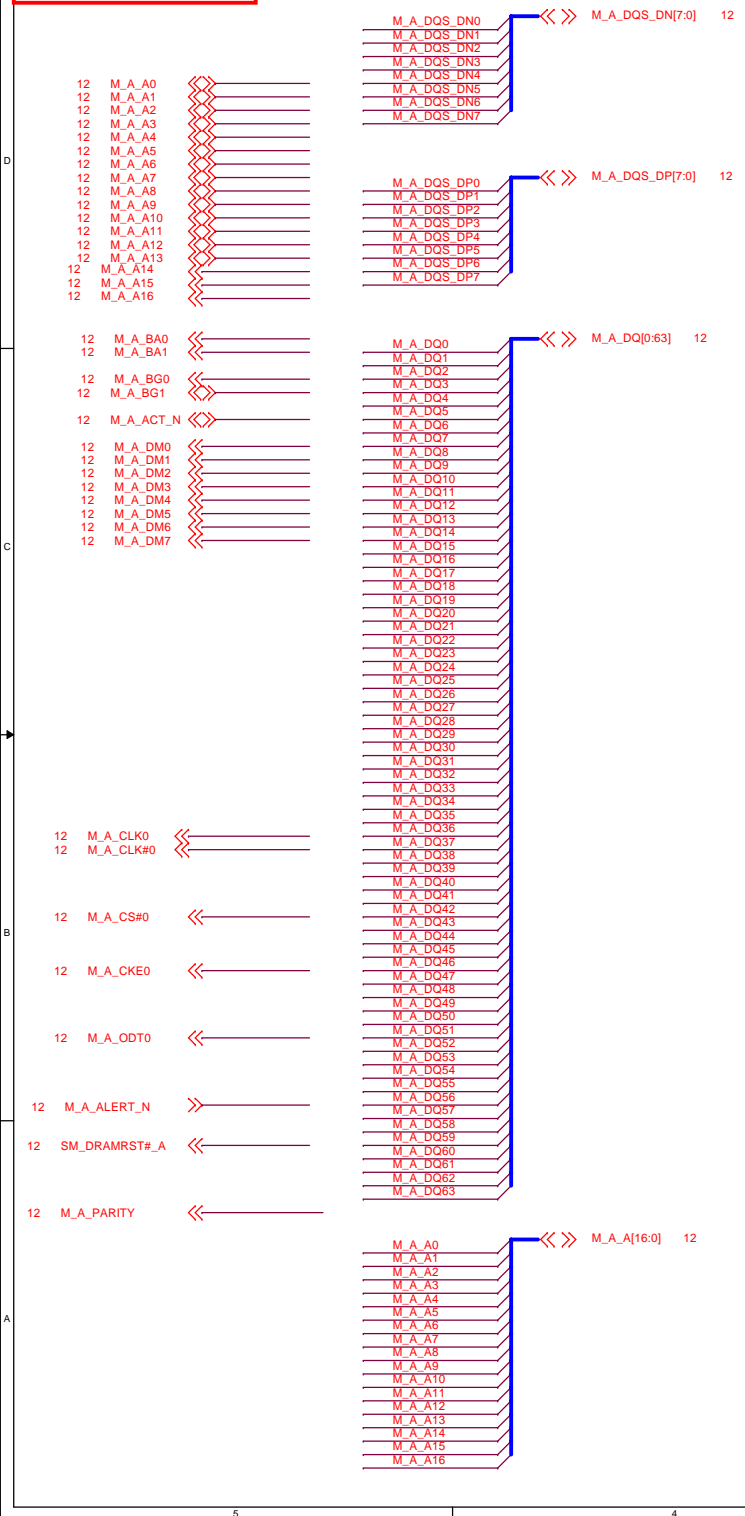 M_A_DQS_DN[7:0] 12
M_A_DQS_DN0
M_A_DQS_DN1
M_A_DQS_DN2
M_A_DQS_DN3
M_A_DQS_DN4
M_A_DQS_DN5
M_A_DQS_DN6
M_A_DQS_DN7
12 M_A_A0
12 M_A_A1
12 M_A_A2
12 M_A_A3
12 M_A_A4
12 M_A_A5
12 M_A_A6
12 M_A_A7
12 M_A_A8
12 M_A_A9
12 M_A_A10
12 M_A_A11
12 M_A_A12
12 M_A_A13
12 M_A_A14
12 M_A_A15
12 M_A_A16
D
M_A_DQS_DP[7:0] 12
M_A_DQS_DP0
M_A_DQS_DP1
M_A_DQS_DP2
M_A_DQS_DP3
M_A_DQS_DP4
M_A_DQS_DP5
M_A_DQS_DP6
M_A_DQS_DP7
12 M_A_BA0
12 M_A_BA1
12 M_A_BG0
12 M_A_BG1
12 M_A_ACT_N
12 M_A_DM0
12 M_A_DM1
12 M_A_DM2
12 M_A_DM3
12 M_A_DM4
12 M_A_DM5
12 M_A_DM6
12 M_A_DM7
C
M_A_DQ[0:63] 12
M_A_DQ0
M_A_DQ1
M_A_DQ2
M_A_DQ3
M_A_DQ4
M_A_DQ5
M_A_DQ6
M_A_DQ7
M_A_DQ8
M_A_DQ9
M_A_DQ10
M_A_DQ11
M_A_DQ12
M_A_DQ13
M_A_DQ14
M_A_DQ15
M_A_DQ16
M_A_DQ17
M_A_DQ18
M_A_DQ19
M_A_DQ20
M_A_DQ21
M_A_DQ22
M_A_DQ23
M_A_DQ24
M_A_DQ25
M_A_DQ26
M_A_DQ27
M_A_DQ28
M_A_DQ29
M_A_DQ30
M_A_DQ31
M_A_DQ32
M_A_DQ33
M_A_DQ34
M_A_DQ35
M_A_DQ36
M_A_DQ37
M_A_DQ38
M_A_DQ39
M_A_DQ40
M_A_DQ41
M_A_DQ42
M_A_DQ43
M_A_DQ44
M_A_DQ45
M_A_DQ46
M_A_DQ47
M_A_DQ48
M_A_DQ49
M_A_DQ50
M_A_DQ51
M_A_DQ52
M_A_DQ53
M_A_DQ54
M_A_DQ55
M_A_DQ56
M_A_DQ57
M_A_DQ58
M_A_DQ59
M_A_DQ60
M_A_DQ61
M_A_DQ62
M_A_DQ63
12 M_A_CLK0
12 M_A_CLK#0
12 M_A_CS#0
B
12 M_A_CKE0
12 M_A_ODT0
12 M_A_ALERT_N
12 SM_DRAMRST#_A
12 M_A_PARITY
M_A_A[16:0] 12
M_A_A0
M_A_A1
M_A_A2
M_A_A3
M_A_A4
M_A_A5
M_A_A6
M_A_A7
M_A_A8
M_A_A9
M_A_A10
M_A_A11
M_A_A12
M_A_A13
M_A_A14
M_A_A15
M_A_A16
A
5 4